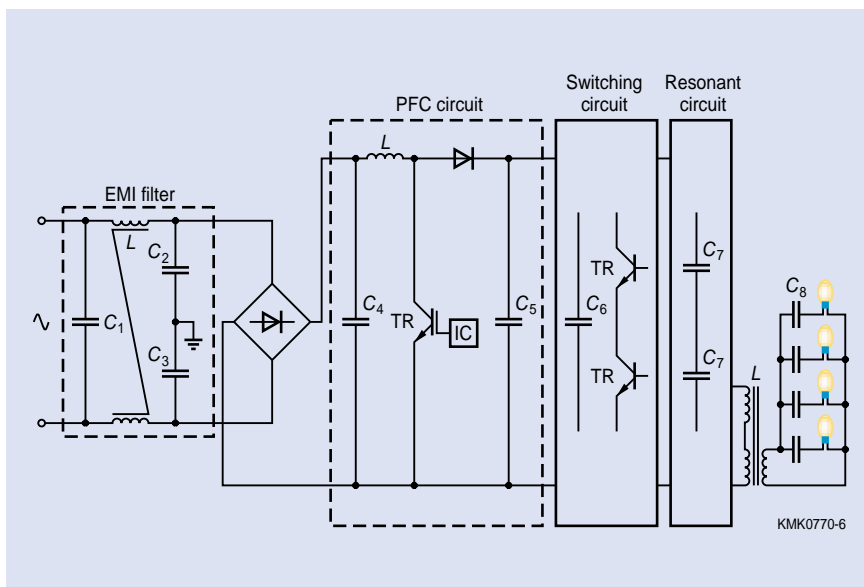 Switching
circuit
Resonant
circuit
PFC circuit
L
EMI filter
L
C2
C1
C3
C4
TR
IC
C5
TR
C6
TR
C7
C7
C8
L
KMK0770-6